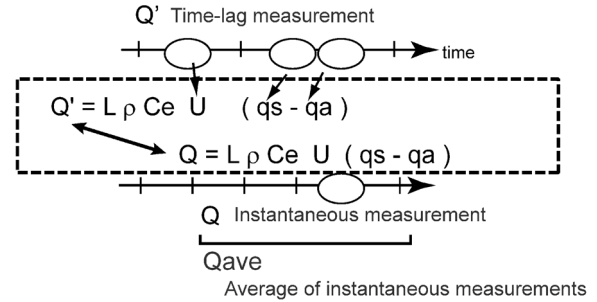 Q’ Time-lag measurement
time
Q' = L ρ Ce U ( qs - qa )
Q = L ρ Ce U ( qs - qa )
Q Instantaneous measurement
Qave
Average of instantaneous measurements